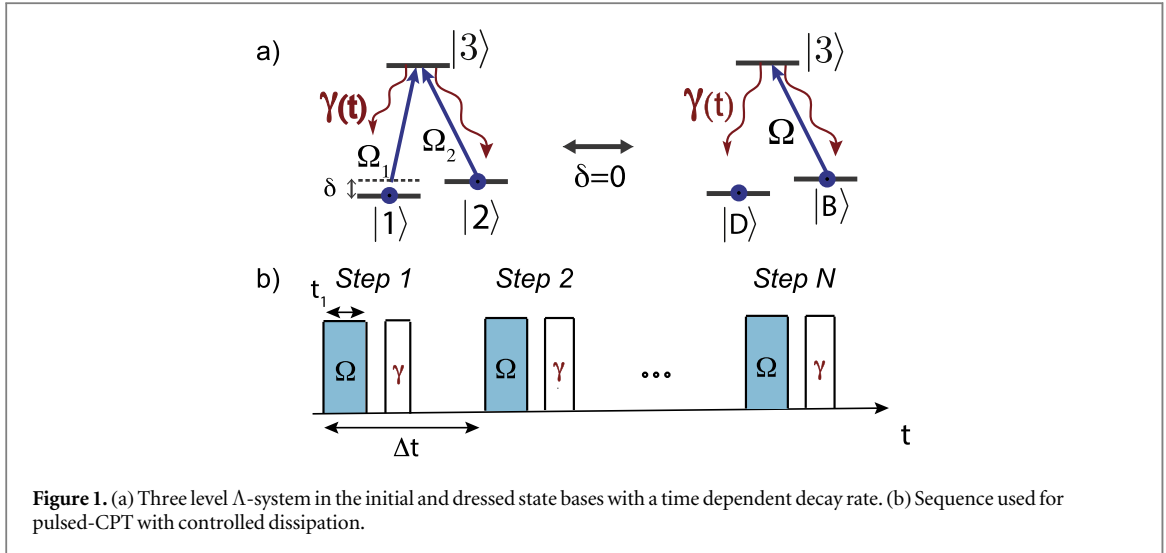 a)
|3⟩
|3⟩
γ(t)
γ(t)
Ω₁
Ω₂
Ω
δ
δ=0
|1⟩
|2⟩
|D⟩
|B⟩
b)
Step 1
Step 2
Step N
t₁
Ω
γ
Ω
γ
Ω
γ
t
Δt
Figure 1. (a) Three level Λ-system in the initial and dressed state bases with a time dependent decay rate. (b) Sequence used for
pulsed-CPT with controlled dissipation.